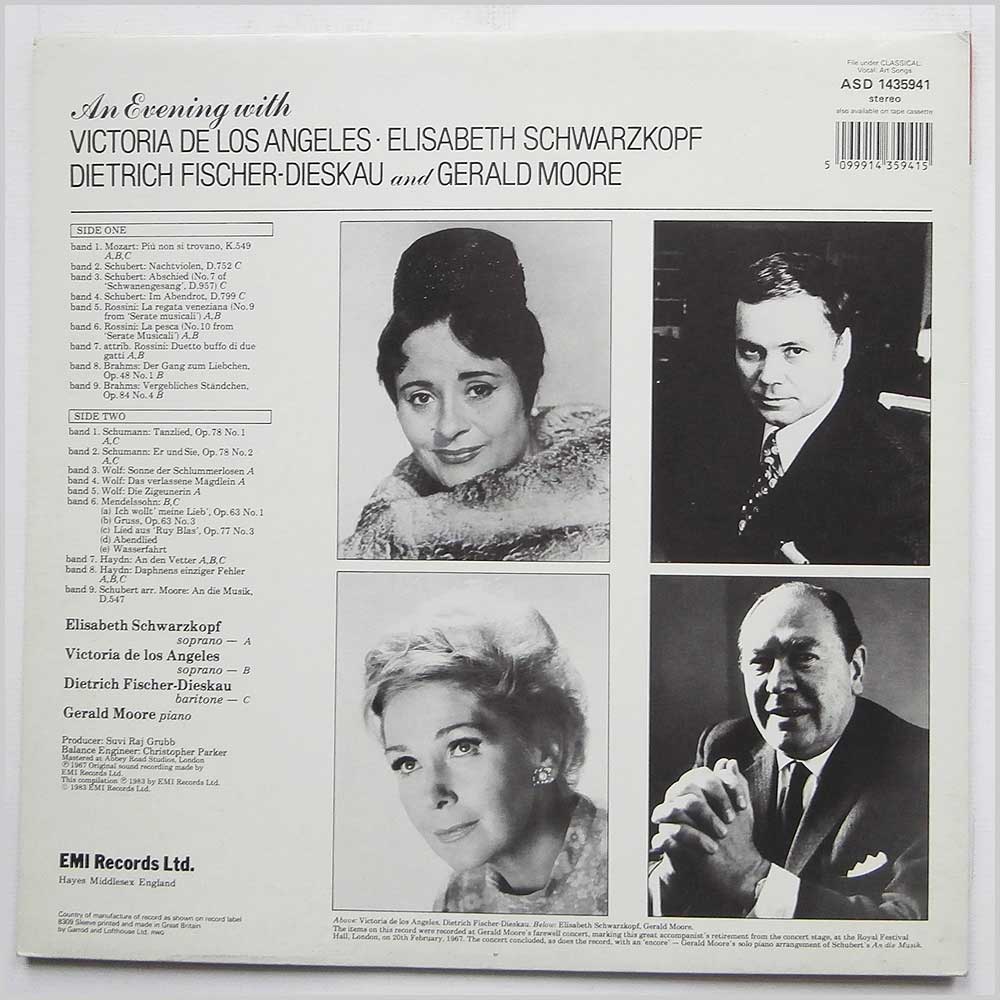 File under CLASSICAL:
Vocal: Art Songs
ASD 1435941
stereo
also available on tape cassette
5 099914 359415
An Evening with
VICTORIA DE LOS ANGELES · ELISABETH SCHWARZKOPF
DIETRICH FISCHER-DIESKAU and GERALD MOORE
SIDE ONE
band 1. Mozart: Più non si trovano, K.549
A,B,C
band 2. Schubert: Nachtviolen, D.752 C
band 3. Schubert: Abschied (No.7 of
'Schwanengesang', D.957) C
band 4. Schubert: Im Abendrot, D.799 C
band 5. Rossini: La regata veneziana (No.9
from 'Serate musicali') A,B
band 6. Rossini: La pesca (No.10 from
'Serate Musicali') A,B
band 7. attrib. Rossini: Duetto buffo di due
gatti A,B
band 8. Brahms: Der Gang zum Liebchen,
Op.48 No.1 B
band 9. Brahms: Vergebliches Ständchen,
Op.84 No.4 B
SIDE TWO
band 1. Schumann: Tanzlied, Op.78 No.1
A,C
band 2. Schumann: Er und Sie, Op.78 No.2
A,C
band 3. Wolf: Sonne der Schlummerlosen A
band 4. Wolf: Das verlassene Mägdlein A
band 5. Wolf: Die Zigeunerin A
band 6. Mendelssohn: B,C
(a) Ich wollt' meine Lieb', Op.63 No.1
(b) Gruss, Op.63 No.3
(c) Lied aus 'Ruy Blas', Op.77 No.3
(d) Abendlied
(e) Wasserfahrt
band 7. Haydn: An den Vetter A,B,C
band 8. Haydn: Daphnens einziger Fehler
A,B,C
band 9. Schubert arr. Moore: An die Musik,
D.547
Elisabeth Schwarzkopf
soprano — A
Victoria de los Angeles
soprano — B
Dietrich Fischer-Dieskau
baritone — C
Gerald Moore piano
Producer: Suvi Raj Grubb
Balance Engineer: Christopher Parker
Mastered at Abbey Road Studios, London
℗ 1967 Original sound recording made by
EMI Records Ltd.
This compilation ℗ 1983 by EMI Records Ltd.
© 1983 EMI Records Ltd.
EMI Records Ltd.
Hayes Middlesex England
Country of manufacture of record as shown on record label
8309 Sleeve printed and made in Great Britain
by Garrod and Lofthouse Ltd. mwg
Above: Victoria de los Angeles, Dietrich Fischer-Dieskau. Below: Elisabeth Schwarzkopf, Gerald Moore.
The items on this record were recorded at Gerald Moore's farewell concert, marking this great accompanist's retirement from the concert stage, at the Royal Festival
Hall, London, on 20th February, 1967. The concert concluded, as does the record, with an 'encore' — Gerald Moore's solo piano arrangement of Schubert's An die Musik.